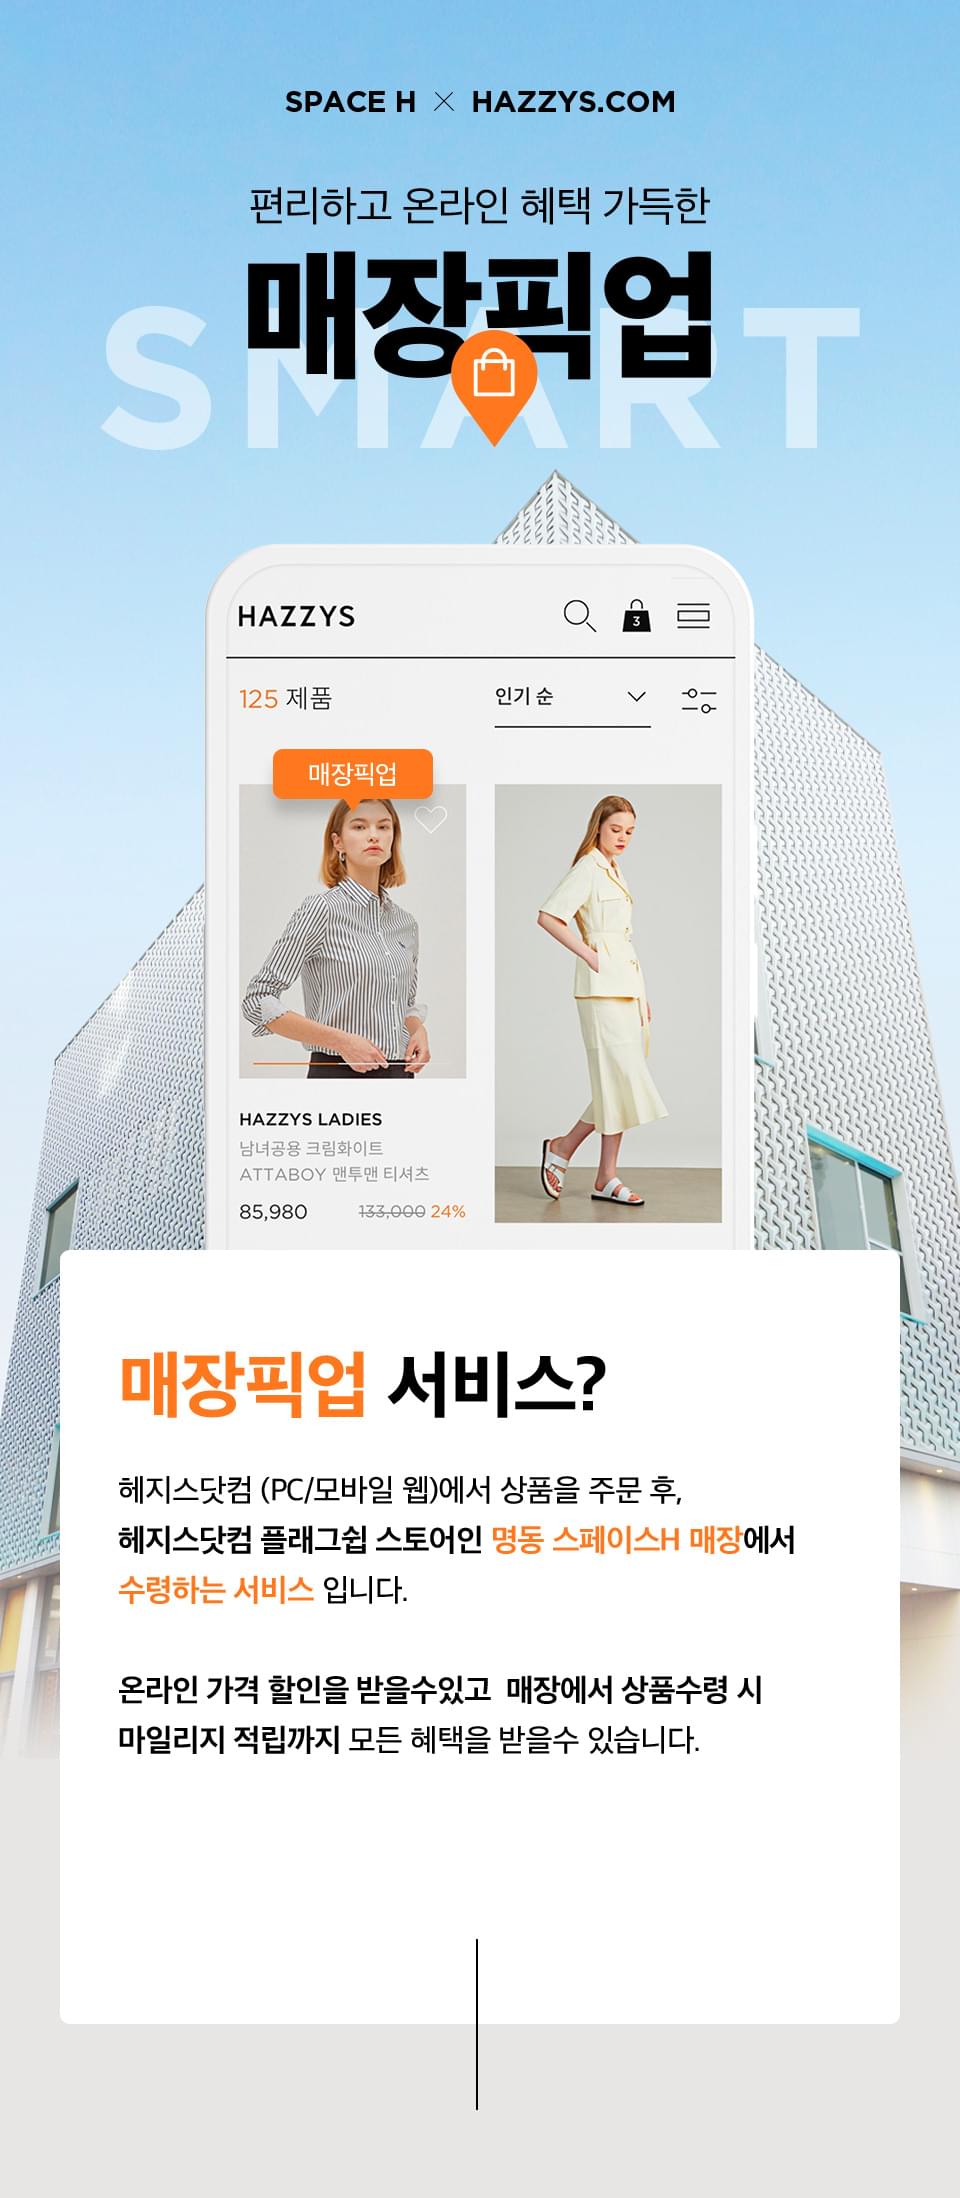 SPACE H × HAZZYS.COM
편리하고 온라인 혜택 가득한
매장픽업
SMART
HAZZYS
3
125 제품
인기 순
매장픽업
HAZZYS LADIES
남녀공용 크림화이트
ATTABOY 맨투맨 티셔츠
85,980 133,000 24%
매장픽업 서비스?
헤지스닷컴 (PC/모바일 웹)에서 상품을 주문 후,
헤지스닷컴 플래그쉽 스토어인 명동 스페이스H 매장에서
수령하는 서비스 입니다.
온라인 가격 할인을 받을수있고 매장에서 상품수령 시
마일리지 적립까지 모든 혜택을 받을수 있습니다.